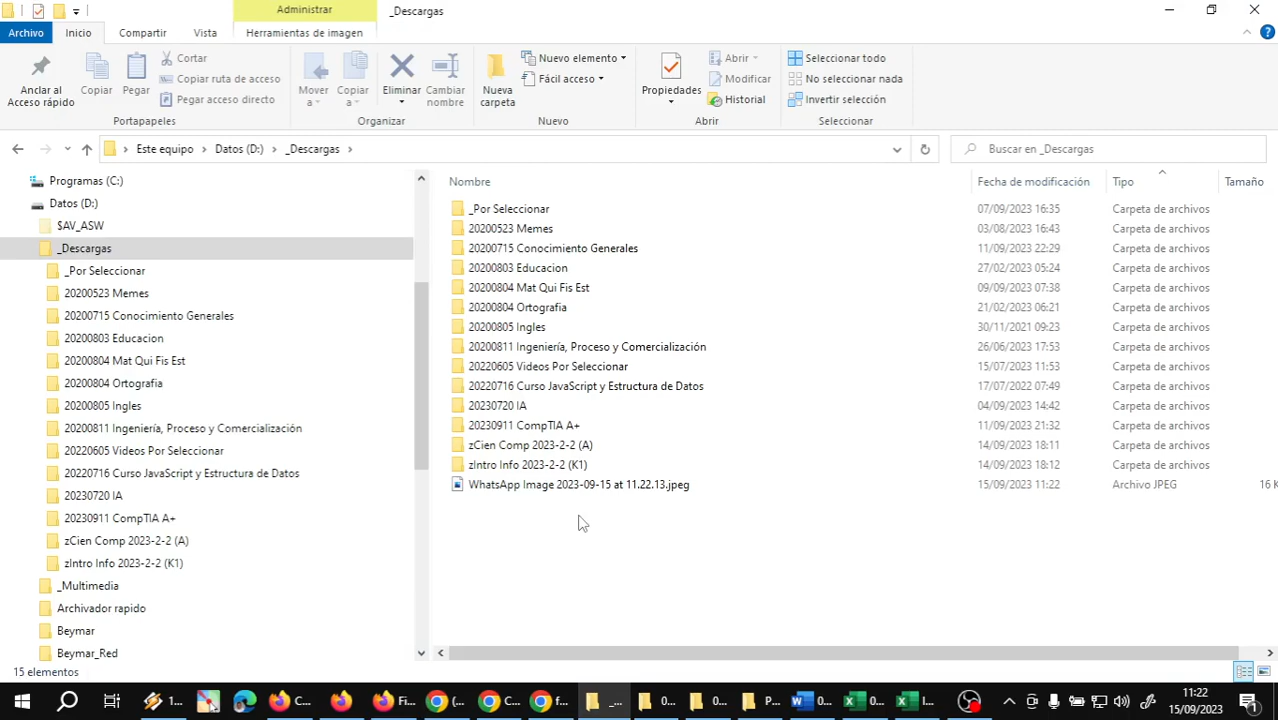 Administrar
_Descargas
Archivo
Inicio
Compartir
Vista
Herramientas de imagen
Anclar al
Acceso rápido
Copiar
Pegar
Cortar
Copiar ruta de acceso
Pegar acceso directo
Portapapeles
Mover
a
Copiar
a
Eliminar
Cambiar
nombre
Organizar
Nueva
carpeta
Nuevo elemento
Fácil acceso
Nuevo
Propiedades
Abrir
Modificar
Historial
Abrir
Seleccionar todo
No seleccionar nada
Invertir selección
Seleccionar
Este equipo > Datos (D:) > _Descargas >
Buscar en _Descargas
Programas (C:)
Datos (D:)
$AV_ASW
_Descargas
_Por Seleccionar
20200523 Memes
20200715 Conocimiento Generales
20200803 Educacion
20200804 Mat Qui Fis Est
20200804 Ortografia
20200805 Ingles
20200811 Ingeniería, Proceso y Comercialización
20220605 Videos Por Seleccionar
20220716 Curso JavaScript y Estructura de Datos
20230720 IA
20230911 CompTIA A+
zCien Comp 2023-2-2 (A)
zIntro Info 2023-2-2 (K1)
_Multimedia
Archivador rapido
Beymar
Beymar_Red
Nombre Fecha de modificación Tipo Tamaño
_Por Seleccionar 07/09/2023 16:35 Carpeta de archivos
20200523 Memes 03/08/2023 16:43 Carpeta de archivos
20200715 Conocimiento Generales 11/09/2023 22:29 Carpeta de archivos
20200803 Educacion 27/02/2023 05:24 Carpeta de archivos
20200804 Mat Qui Fis Est 09/09/2023 07:38 Carpeta de archivos
20200804 Ortografia 21/02/2023 06:21 Carpeta de archivos
20200805 Ingles 30/11/2021 09:23 Carpeta de archivos
20200811 Ingeniería, Proceso y Comercialización 26/06/2023 17:53 Carpeta de archivos
20220605 Videos Por Seleccionar 15/07/2023 11:53 Carpeta de archivos
20220716 Curso JavaScript y Estructura de Datos 17/07/2022 07:49 Carpeta de archivos
20230720 IA 04/09/2023 14:42 Carpeta de archivos
20230911 CompTIA A+ 11/09/2023 21:32 Carpeta de archivos
zCien Comp 2023-2-2 (A) 14/09/2023 18:11 Carpeta de archivos
zIntro Info 2023-2-2 (K1) 14/09/2023 18:12 Carpeta de archivos
WhatsApp Image 2023-09-15 at 11.22.13.jpeg 15/09/2023 11:22 Archivo JPEG 16 K
15 elementos
1... C... Fi... (... C... f... _... 0... 0... P... 0... 0... I...
11:22
15/09/2023
1